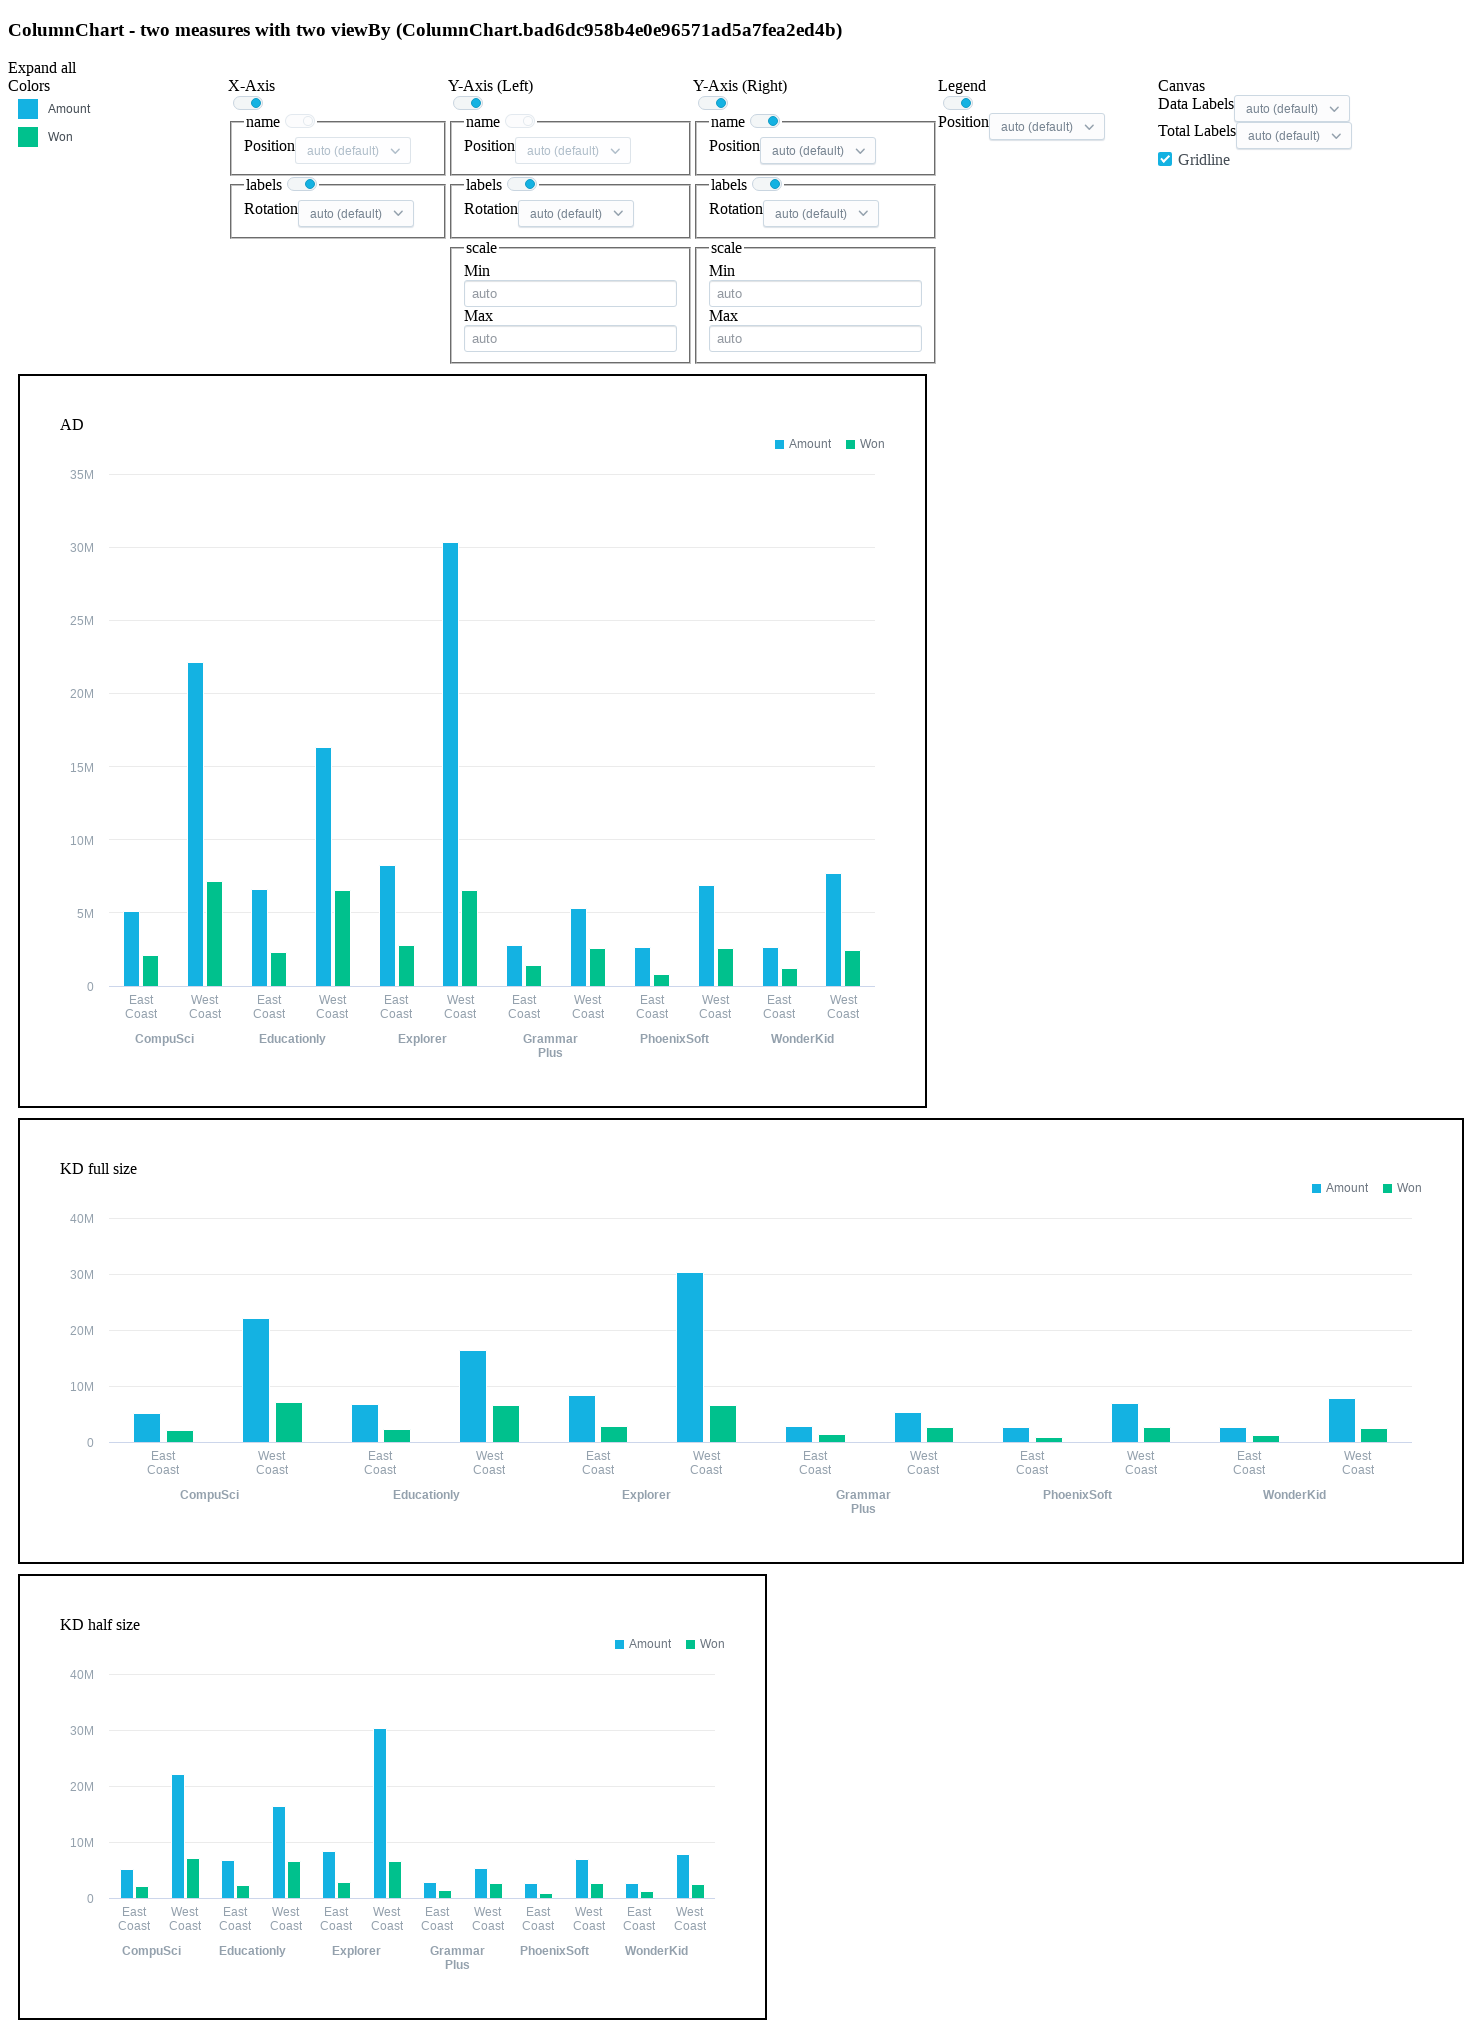 ColumnChart - two measures with two viewBy (ColumnChart.bad6dc958b4e0e96571ad5a7fea2ed4b)
Expand all
Colors
Amount
Won
X-Axis
name
Position auto (default)
labels
Rotation auto (default)
Y-Axis (Left)
name
Position auto (default)
labels
Rotation auto (default)
scale
Min
auto
Max
auto
Y-Axis (Right)
name
Position auto (default)
labels
Rotation auto (default)
scale
Min
auto
Max
auto
Legend
Position auto (default)
Canvas
Data Labels auto (default)
Total Labels auto (default)
Gridline
AD
Amount Won
35M
30M
25M
20M
15M
10M
5M
0
East West East West East West East West East West East West
Coast Coast Coast Coast Coast Coast Coast Coast Coast Coast Coast Coast
CompuSci Educationly Explorer Grammar PhoenixSoft WonderKid
Plus
KD full size
Amount Won
40M
30M
20M
10M
0
East West East West East West East West East West East West
Coast Coast Coast Coast Coast Coast Coast Coast Coast Coast Coast Coast
CompuSci Educationly Explorer Grammar PhoenixSoft WonderKid
Plus
KD half size
Amount Won
40M
30M
20M
10M
0
East West East West East West East West East West East West
Coast Coast Coast Coast Coast Coast Coast Coast Coast Coast Coast Coast
CompuSci Educationly Explorer Grammar PhoenixSoft WonderKid
Plus